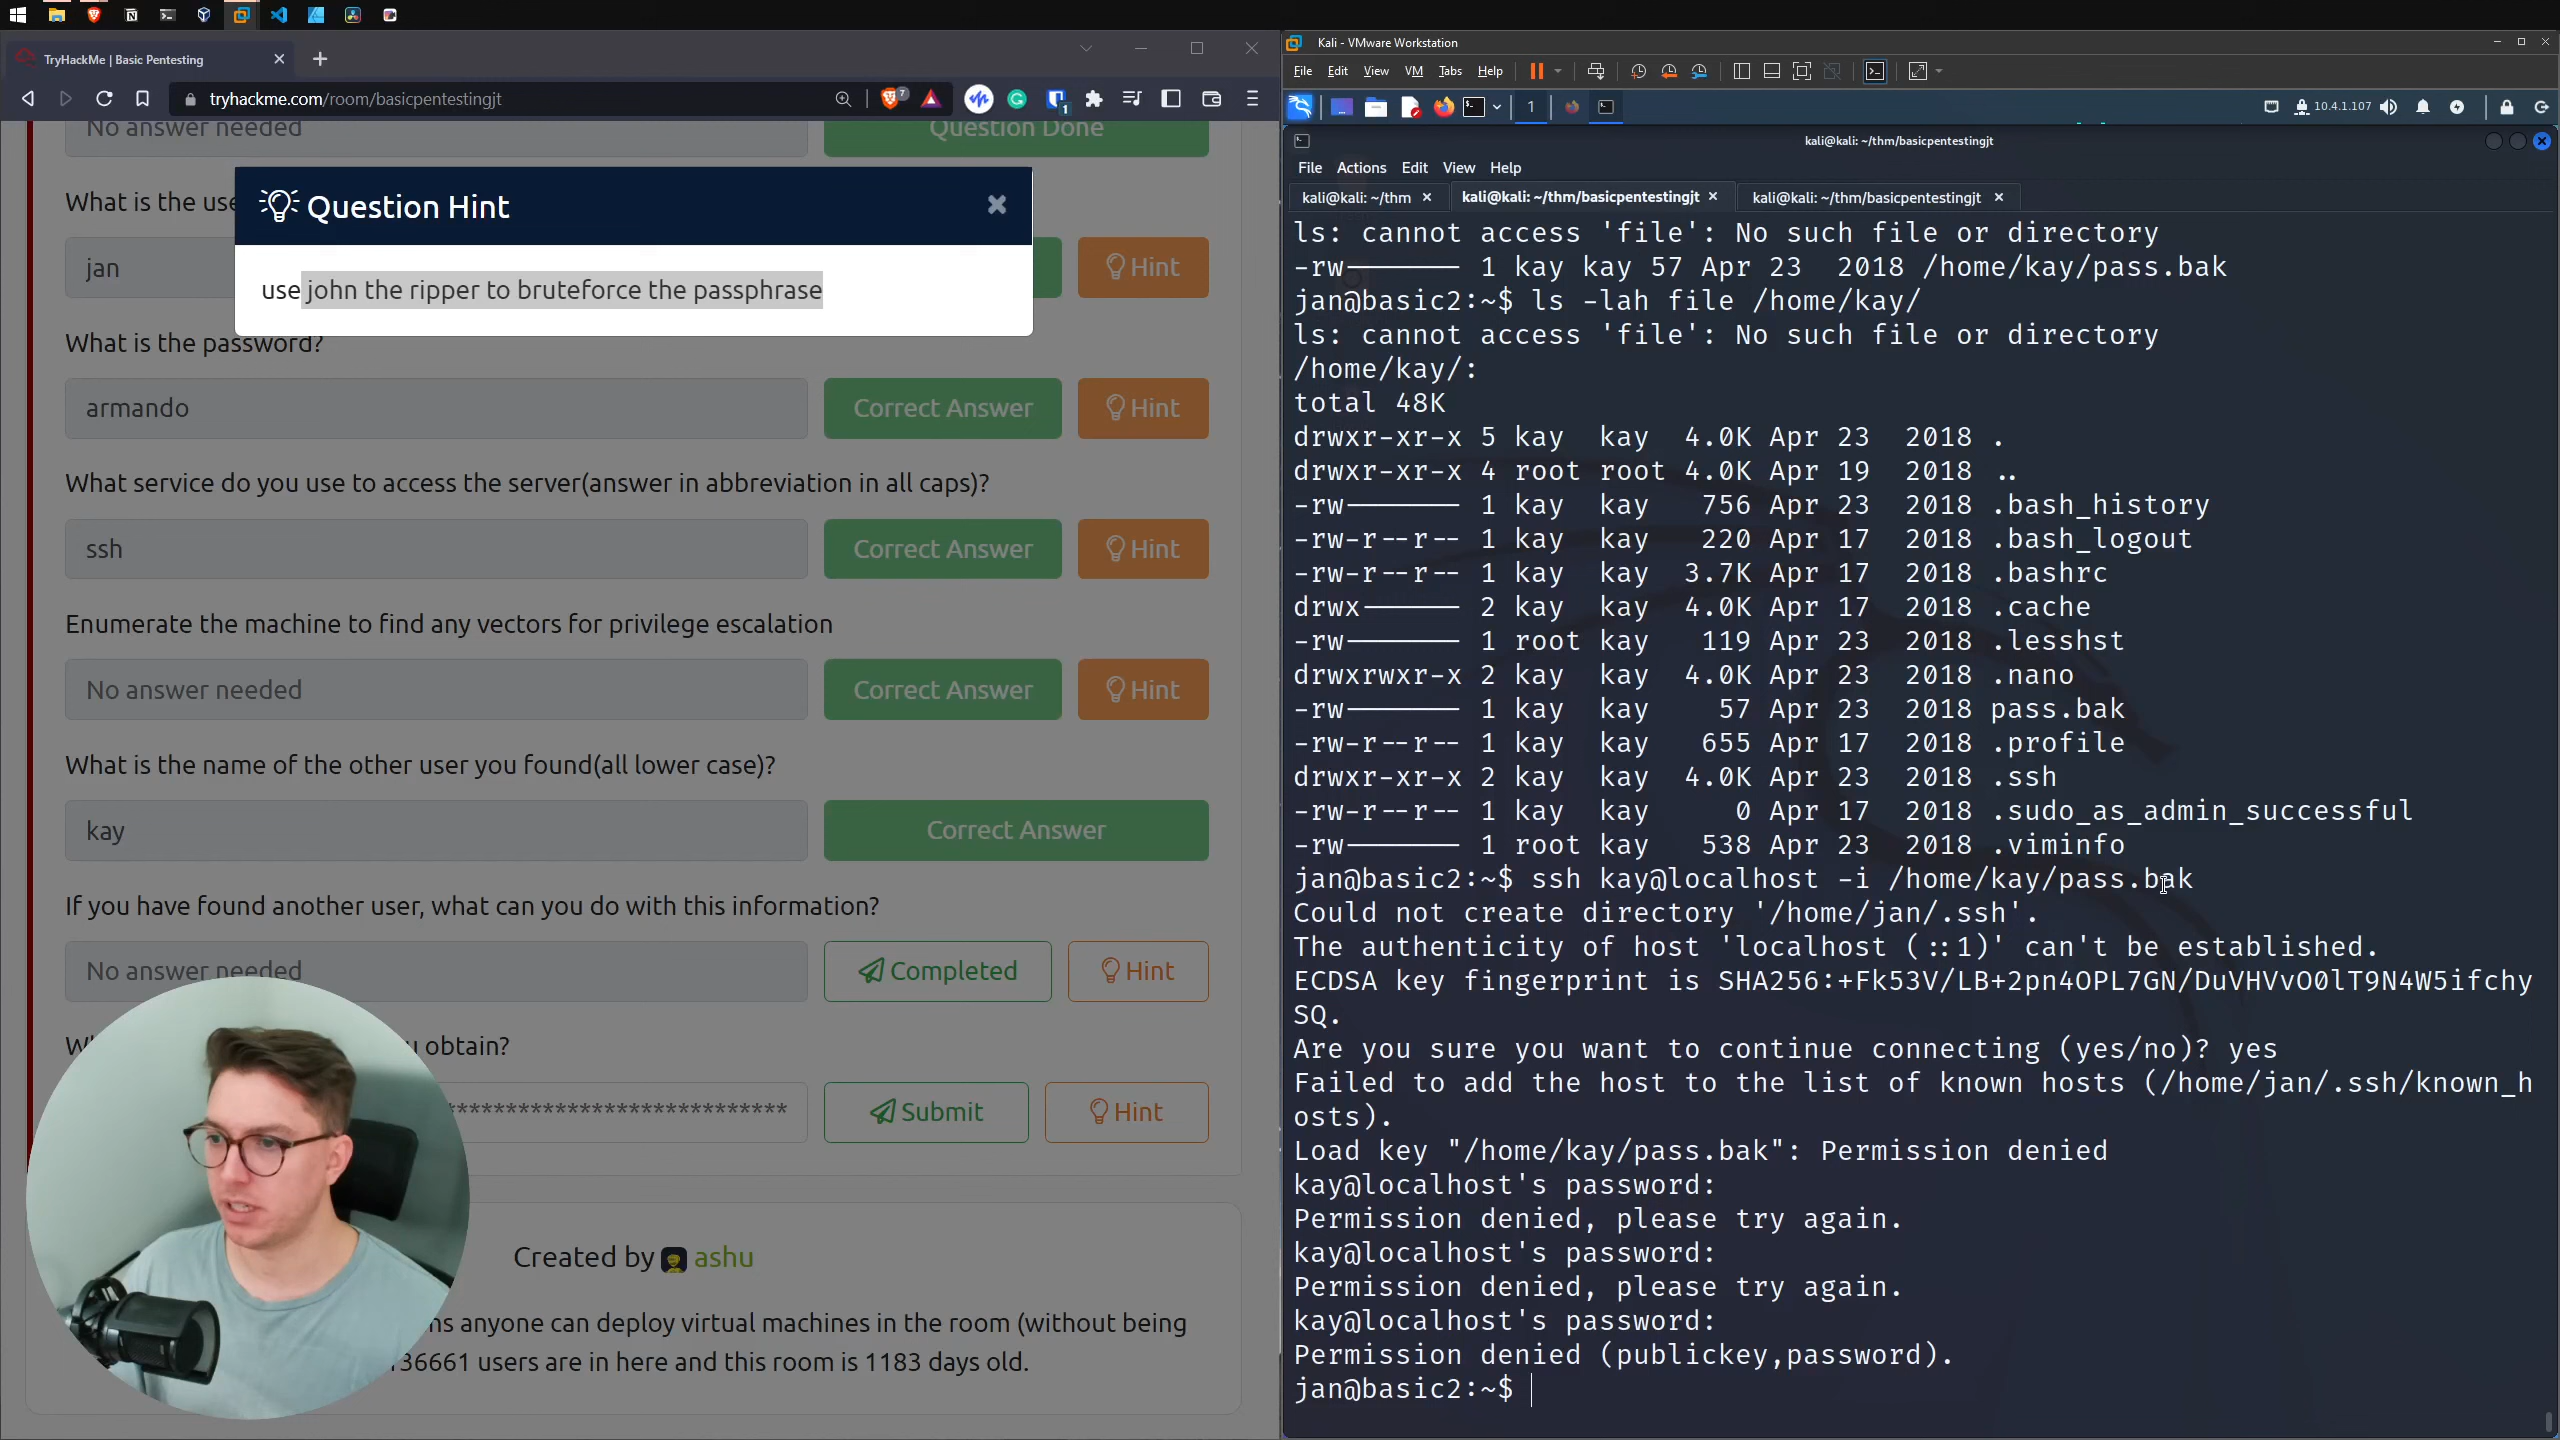 TryHackMe | Basic Pentesting
tryhackme.com/room/basicpentestingjt
7
1
No answer needed
Question Done
What is the use
Question Hint
use john the ripper to bruteforce the passphrase
jan
Hint
What is the password?
armando
Correct Answer
Hint
What service do you use to access the server(answer in abbreviation in all caps)?
ssh
Correct Answer
Hint
Enumerate the machine to find any vectors for privilege escalation
No answer needed
Correct Answer
Hint
What is the name of the other user you found(all lower case)?
kay
Correct Answer
If you have found another user, what can you do with this information?
No answer needed
Completed
Hint
obtain?
******************************
Submit
Hint
Created by ashu
anyone can deploy virtual machines in the room (without being
36661 users are in here and this room is 1183 days old.
Kali - VMware Workstation
File Edit View VM Tabs Help
1
10.4.1.107
kali@kali: ~/thm/basicpentestingjt
File Actions Edit View Help
kali@kali: ~/thm
kali@kali: ~/thm/basicpentestingjt
kali@kali: ~/thm/basicpentestingjt
ls: cannot access 'file': No such file or directory
-rw------- 1 kay kay 57 Apr 23  2018 /home/kay/pass.bak
jan@basic2:~$ ls -lah file /home/kay/
ls: cannot access 'file': No such file or directory
/home/kay/:
total 48K
drwxr-xr-x 5 kay  kay  4.0K Apr 23  2018 .
drwxr-xr-x 4 root root 4.0K Apr 19  2018 ..
-rw------- 1 kay  kay   756 Apr 23  2018 .bash_history
-rw-r--r-- 1 kay  kay   220 Apr 17  2018 .bash_logout
-rw-r--r-- 1 kay  kay  3.7K Apr 17  2018 .bashrc
drwx------ 2 kay  kay  4.0K Apr 17  2018 .cache
-rw------- 1 root kay   119 Apr 23  2018 .lesshst
drwxrwxr-x 2 kay  kay  4.0K Apr 23  2018 .nano
-rw------- 1 kay  kay    57 Apr 23  2018 pass.bak
-rw-r--r-- 1 kay  kay   655 Apr 17  2018 .profile
drwxr-xr-x 2 kay  kay  4.0K Apr 23  2018 .ssh
-rw-r--r-- 1 kay  kay     0 Apr 17  2018 .sudo_as_admin_successful
-rw------- 1 root kay   538 Apr 23  2018 .viminfo
jan@basic2:~$ ssh kay@localhost -i /home/kay/pass.bak
Could not create directory '/home/jan/.ssh'.
The authenticity of host 'localhost (::1)' can't be established.
ECDSA key fingerprint is SHA256:+Fk53V/LB+2pn4OPL7GN/DuVHVvO0lT9N4W5ifchy
SQ.
Are you sure you want to continue connecting (yes/no)? yes
Failed to add the host to the list of known hosts (/home/jan/.ssh/known_h
osts).
Load key "/home/kay/pass.bak": Permission denied
kay@localhost's password:
Permission denied, please try again.
kay@localhost's password:
Permission denied, please try again.
kay@localhost's password:
Permission denied (publickey,password).
jan@basic2:~$